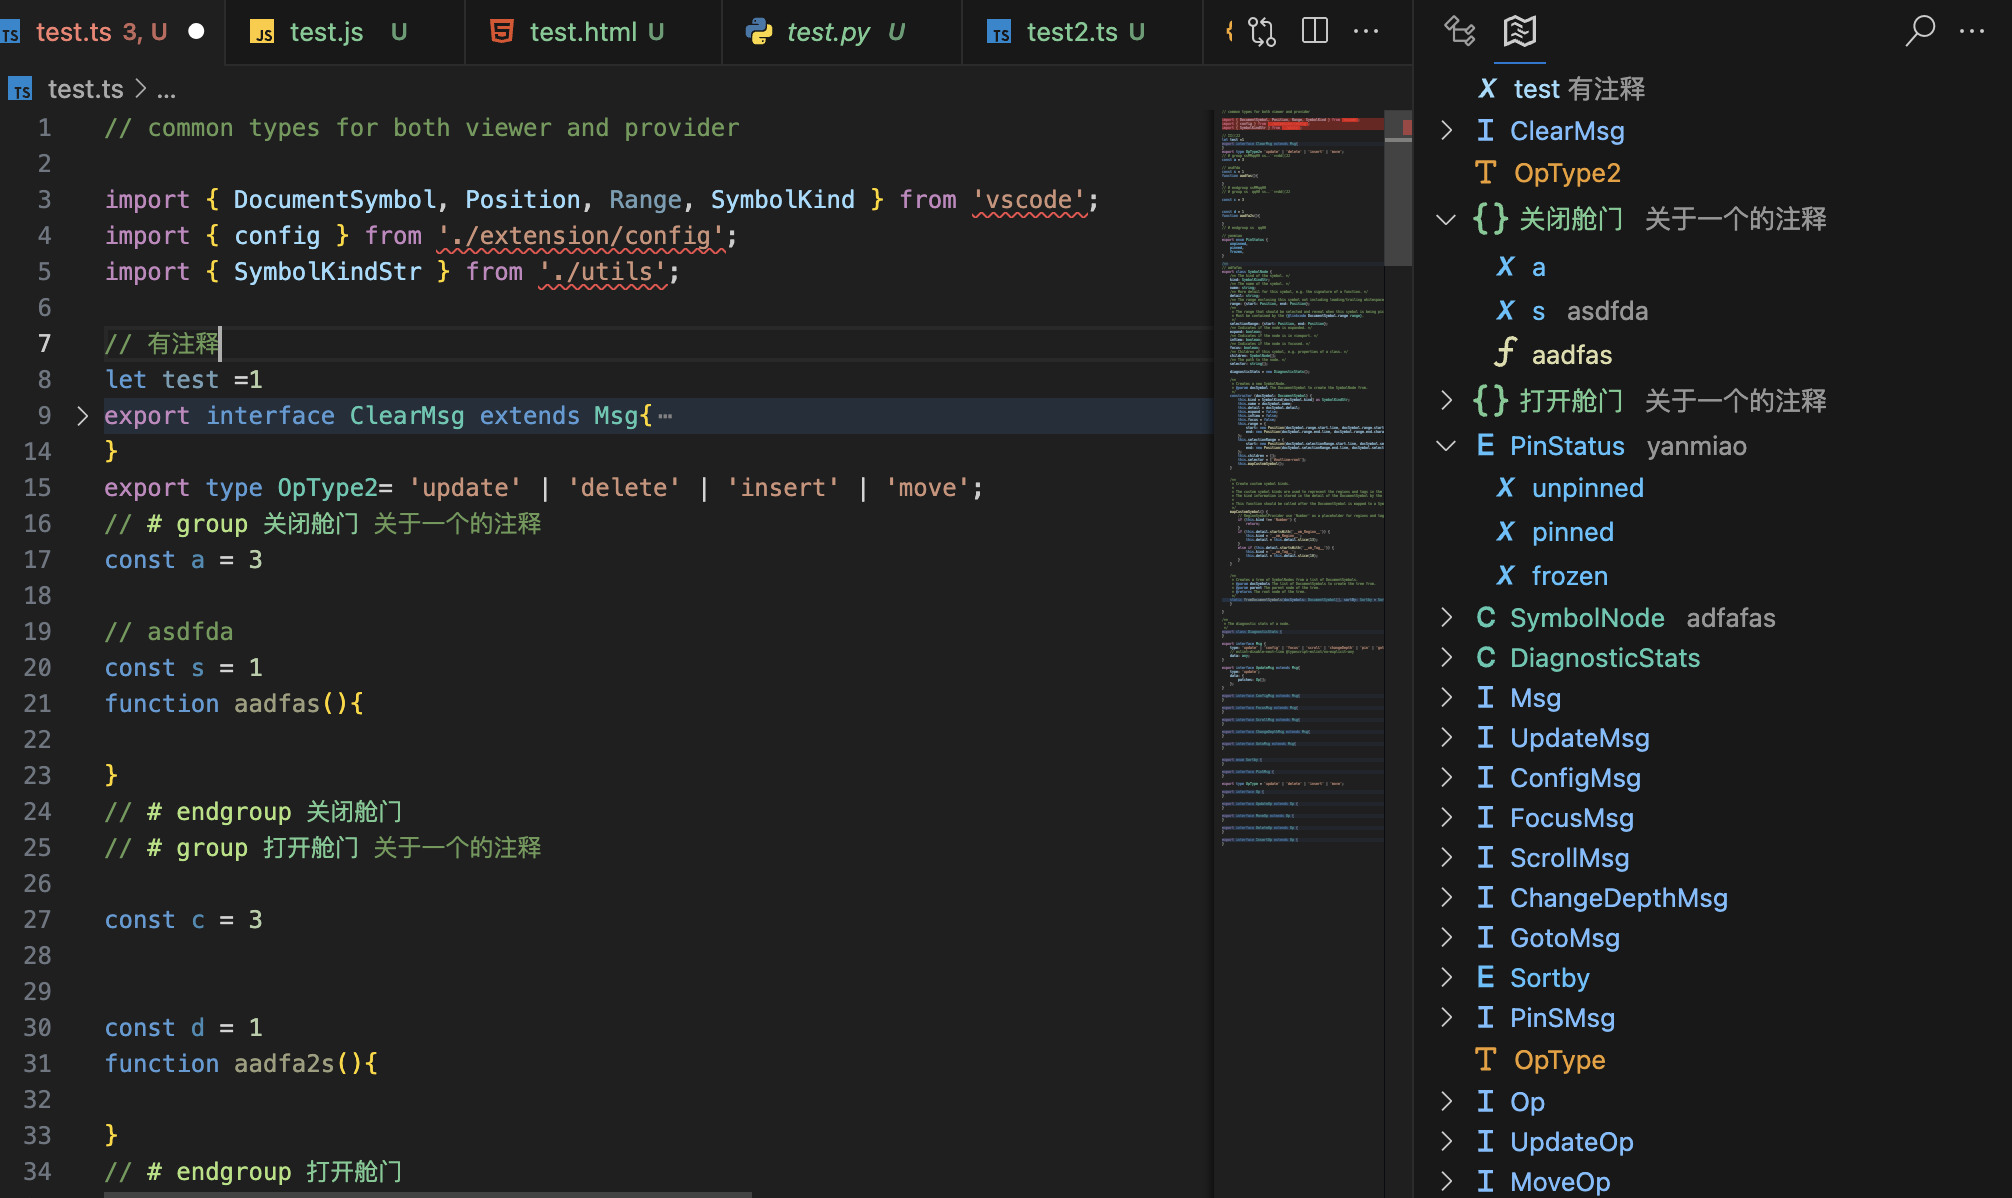 test.ts 3, U
test.js U
test.html U
test.py U
test2.ts U
test.ts > ...
1 // common types for both viewer and provider
2
3 import { DocumentSymbol, Position, Range, SymbolKind } from 'vscode';
4 import { config } from './extension/config';
5 import { SymbolKindStr } from './utils';
6
7 // 有注释
8 let test =1
9 export interface ClearMsg extends Msg{⋯
14 }
15 export type OpType2= 'update' | 'delete' | 'insert' | 'move';
16 // # group 关闭舱门 关于一个的注释
17 const a = 3
18
19 // asdfda
20 const s = 1
21 function aadfas(){
22
23 }
24 // # endgroup 关闭舱门
25 // # group 打开舱门 关于一个的注释
26
27 const c = 3
28
29
30 const d = 1
31 function aadfa2s(){
32
33 }
34 // # endgroup 打开舱门
test 有注释
ClearMsg
OpType2
关闭舱门 关于一个的注释
a
s asdfda
aadfas
打开舱门 关于一个的注释
PinStatus yanmiao
unpinned
pinned
frozen
SymbolNode adfafas
DiagnosticStats
Msg
UpdateMsg
ConfigMsg
FocusMsg
ScrollMsg
ChangeDepthMsg
GotoMsg
Sortby
PinSMsg
OpType
Op
UpdateOp
MoveOp